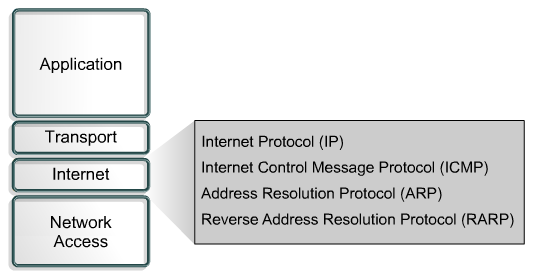 Application
Transport
Internet
Network
Access
Internet Protocol (IP)
Internet Control Message Protocol (ICMP)
Address Resolution Protocol (ARP)
Reverse Address Resolution Protocol (RARP)